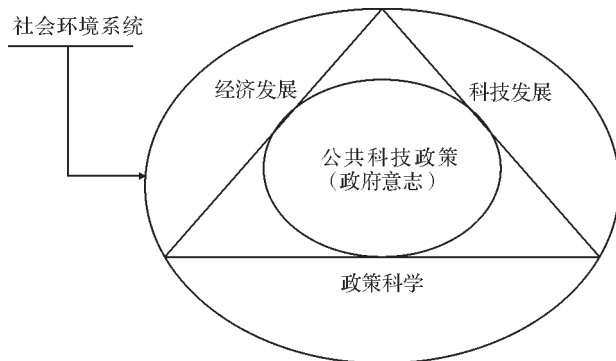 社会环境系统
经济发展
科技发展
公共科技政策
（政府意志）
政策科学